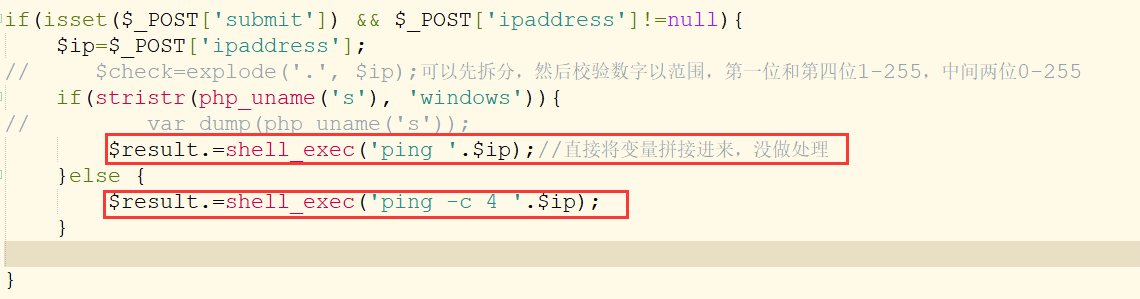 if(isset($_POST['submit']) && $_POST['ipaddress']!=null){
    $ip=$_POST['ipaddress'];
//      $check=explode('.', $ip);可以先拆分，然后校验数字以范围，第一位和第四位1-255，中间两位0-255
    if(stristr(php_uname('s'), 'windows')){
//         var_dump(php_uname('s'));
        $result.=shell_exec('ping '.$ip);//直接将变量拼接进来，没做处理
    }else {
        $result.=shell_exec('ping -c 4 '.$ip);
    }
}